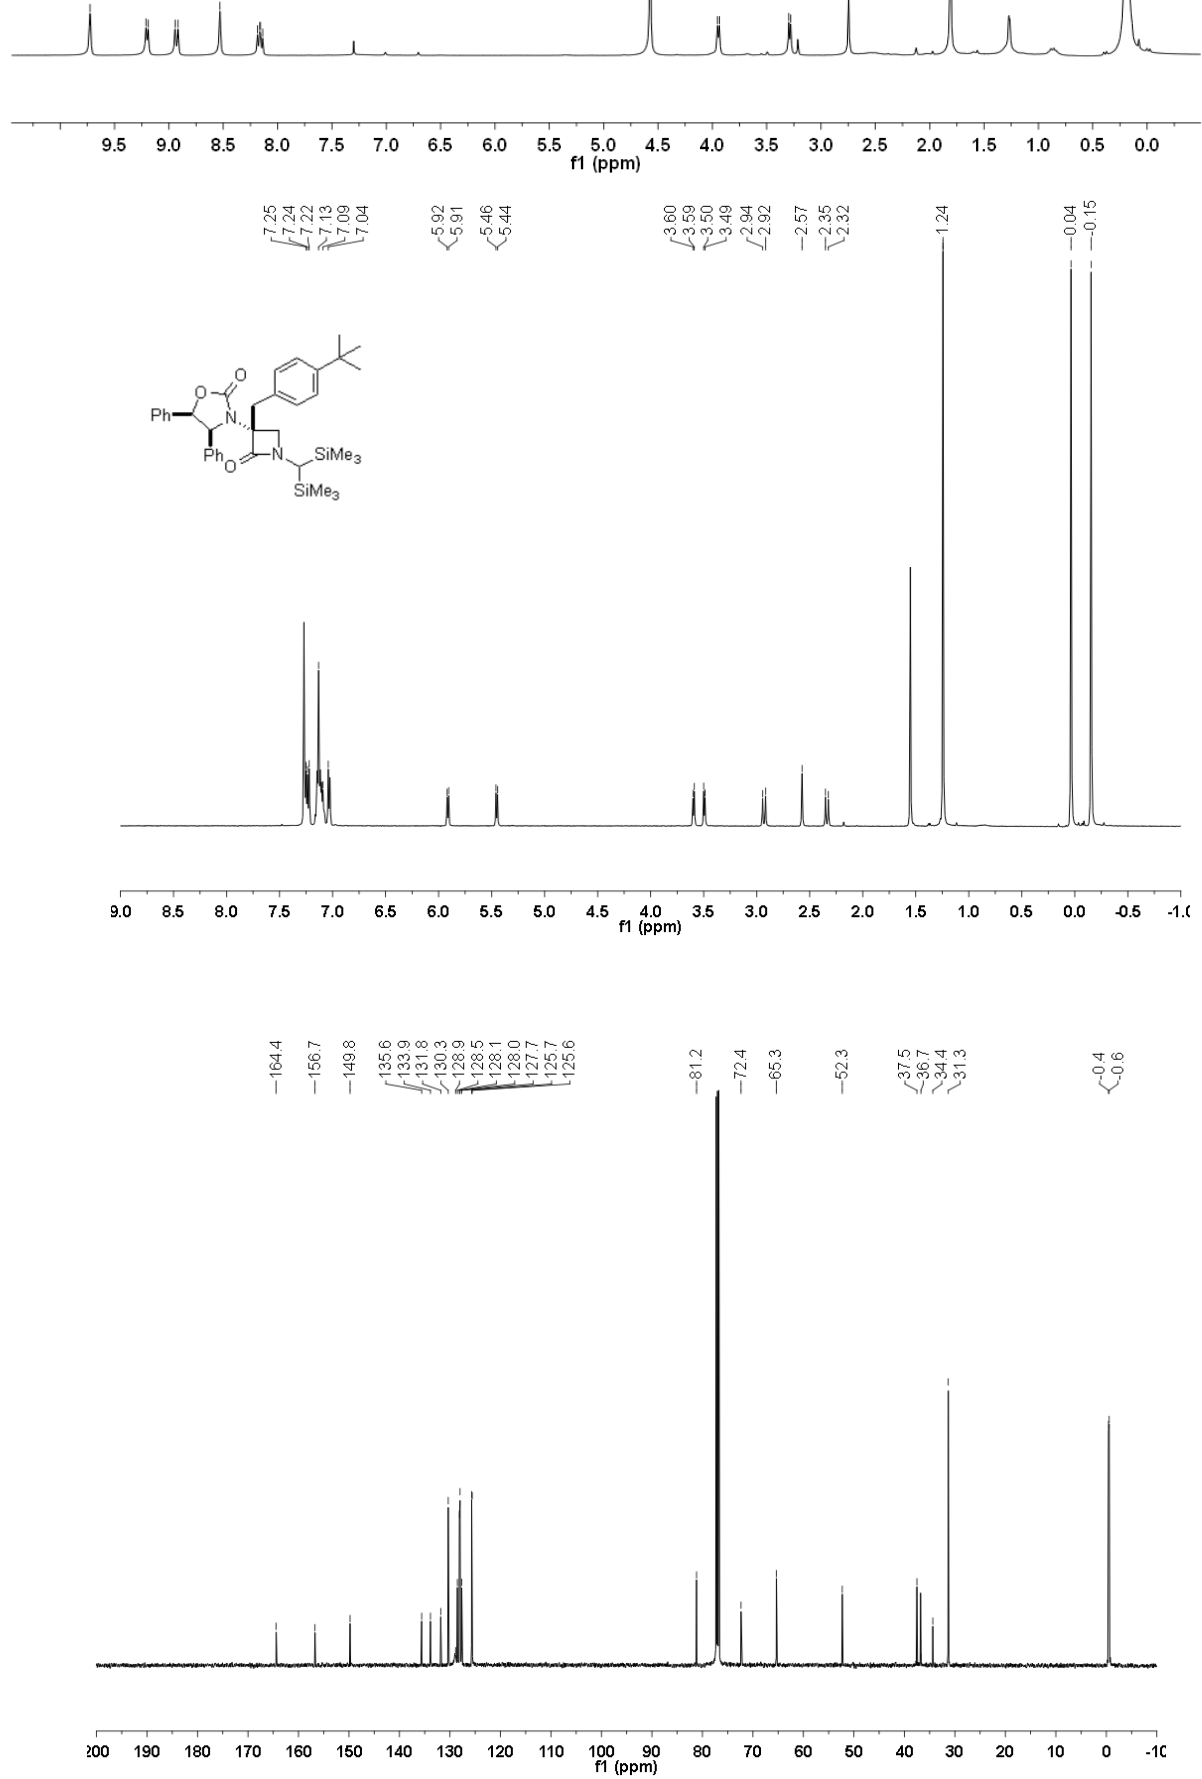 9.5 9.0 8.5 8.0 7.5 7.0 6.5 6.0 5.5 5.0 4.5 4.0 3.5 3.0 2.5 2.0 1.5 1.0 0.5 0.0
f1 (ppm)
7.25 7.24 7.22 7.13 7.09 7.04 5.92 5.91 5.46 5.44 3.60 3.59 3.50 3.49 2.94 2.92 2.57 2.35 2.32 1.24 0.04 -0.15
O
O
Ph
N
Ph
O
N
SiMe3
SiMe3
9.0 8.5 8.0 7.5 7.0 6.5 6.0 5.5 5.0 4.5 4.0 3.5 3.0 2.5 2.0 1.5 1.0 0.5 0.0 -0.5 -1.0
f1 (ppm)
164.4 156.7 149.8 135.6 133.9 131.8 130.3 128.9 128.5 128.1 128.0 127.7 125.7 125.6 81.2 72.4 65.3 52.3 37.5 36.7 34.4 31.3 -0.4 -0.6
200 190 180 170 160 150 140 130 120 110 100 90 80 70 60 50 40 30 20 10 0 -10
f1 (ppm)